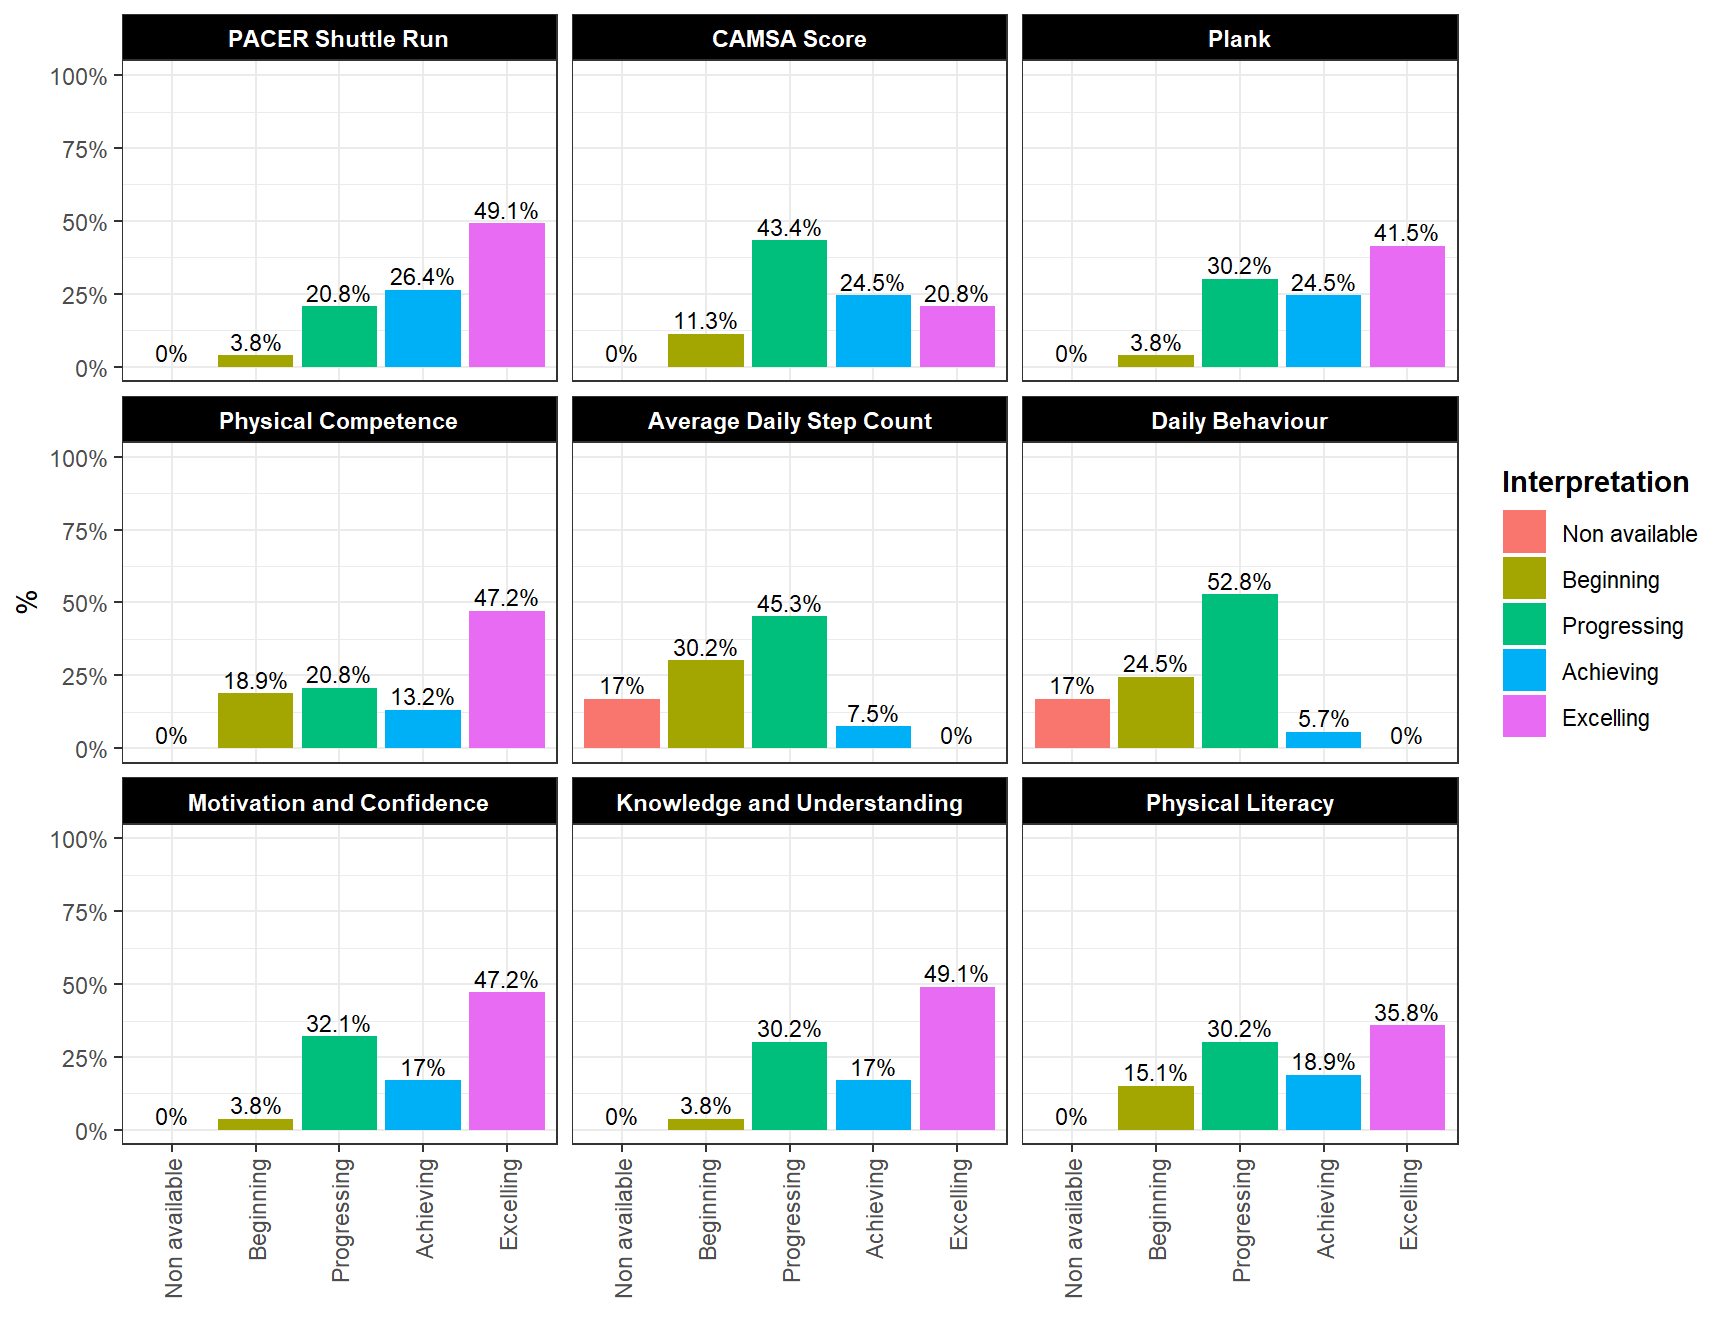 PACER Shuttle Run
CAMSA Score
Plank
100%
75%
50%
25%
0%
0%
3.8%
20.8%
26.4%
49.1%
0%
11.3%
43.4%
24.5%
20.8%
0%
3.8%
30.2%
24.5%
41.5%
Physical Competence
Average Daily Step Count
Daily Behaviour
%
100%
75%
50%
25%
0%
0%
18.9%
20.8%
13.2%
47.2%
17%
30.2%
45.3%
7.5%
0%
17%
24.5%
52.8%
5.7%
0%
Motivation and Confidence
Knowledge and Understanding
Physical Literacy
100%
75%
50%
25%
0%
0%
3.8%
32.1%
17%
47.2%
0%
3.8%
30.2%
17%
49.1%
0%
15.1%
30.2%
18.9%
35.8%
Non available
Beginning
Progressing
Achieving
Excelling
Non available
Beginning
Progressing
Achieving
Excelling
Non available
Beginning
Progressing
Achieving
Excelling
Interpretation
Non available
Beginning
Progressing
Achieving
Excelling